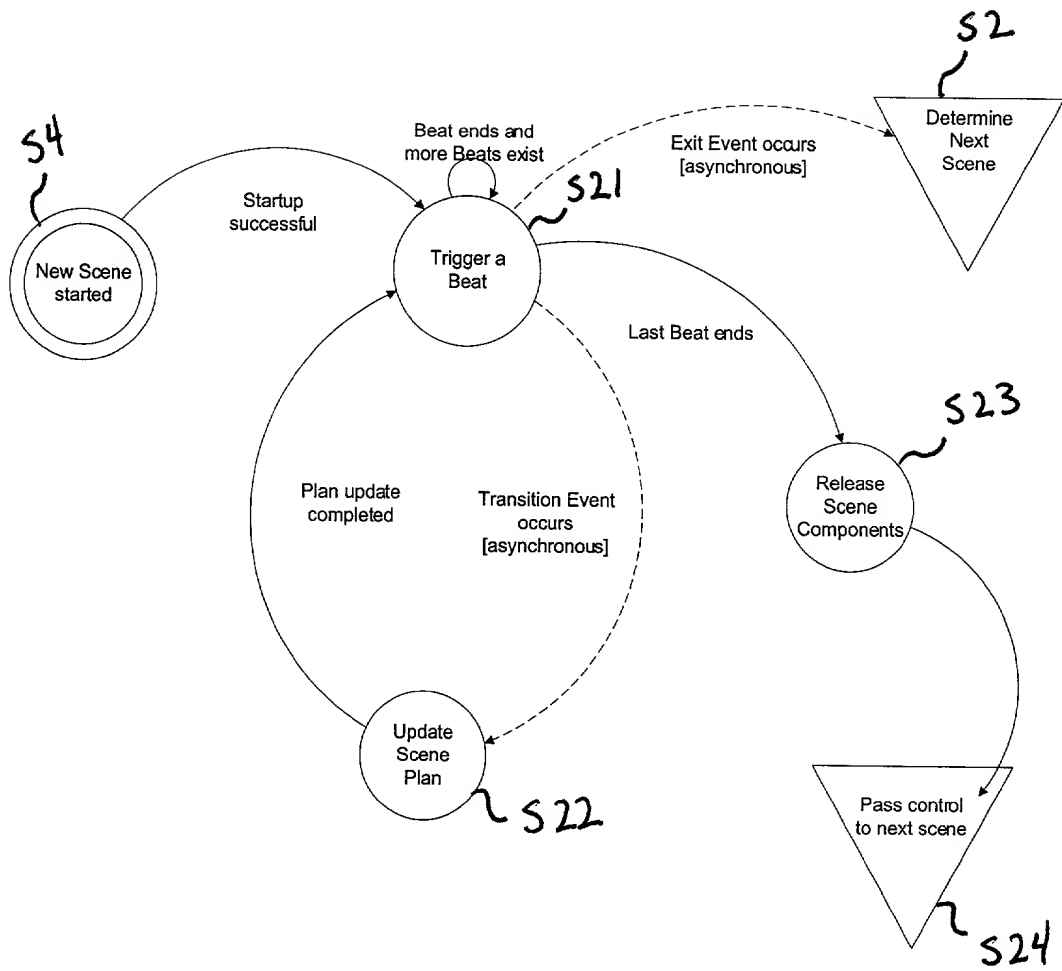 S2
Determine
Next
Scene
S4
Beat ends and
more Beats exist
Exit Event occurs
[asynchronous]
S21
Startup
successful
New Scene
started
Trigger a
Beat
Last Beat ends
S23
Release
Scene
Components
Plan update
completed
Transition Event
occurs
[asynchronous]
Update
Scene
Plan
S22
Pass control
to next scene
S24